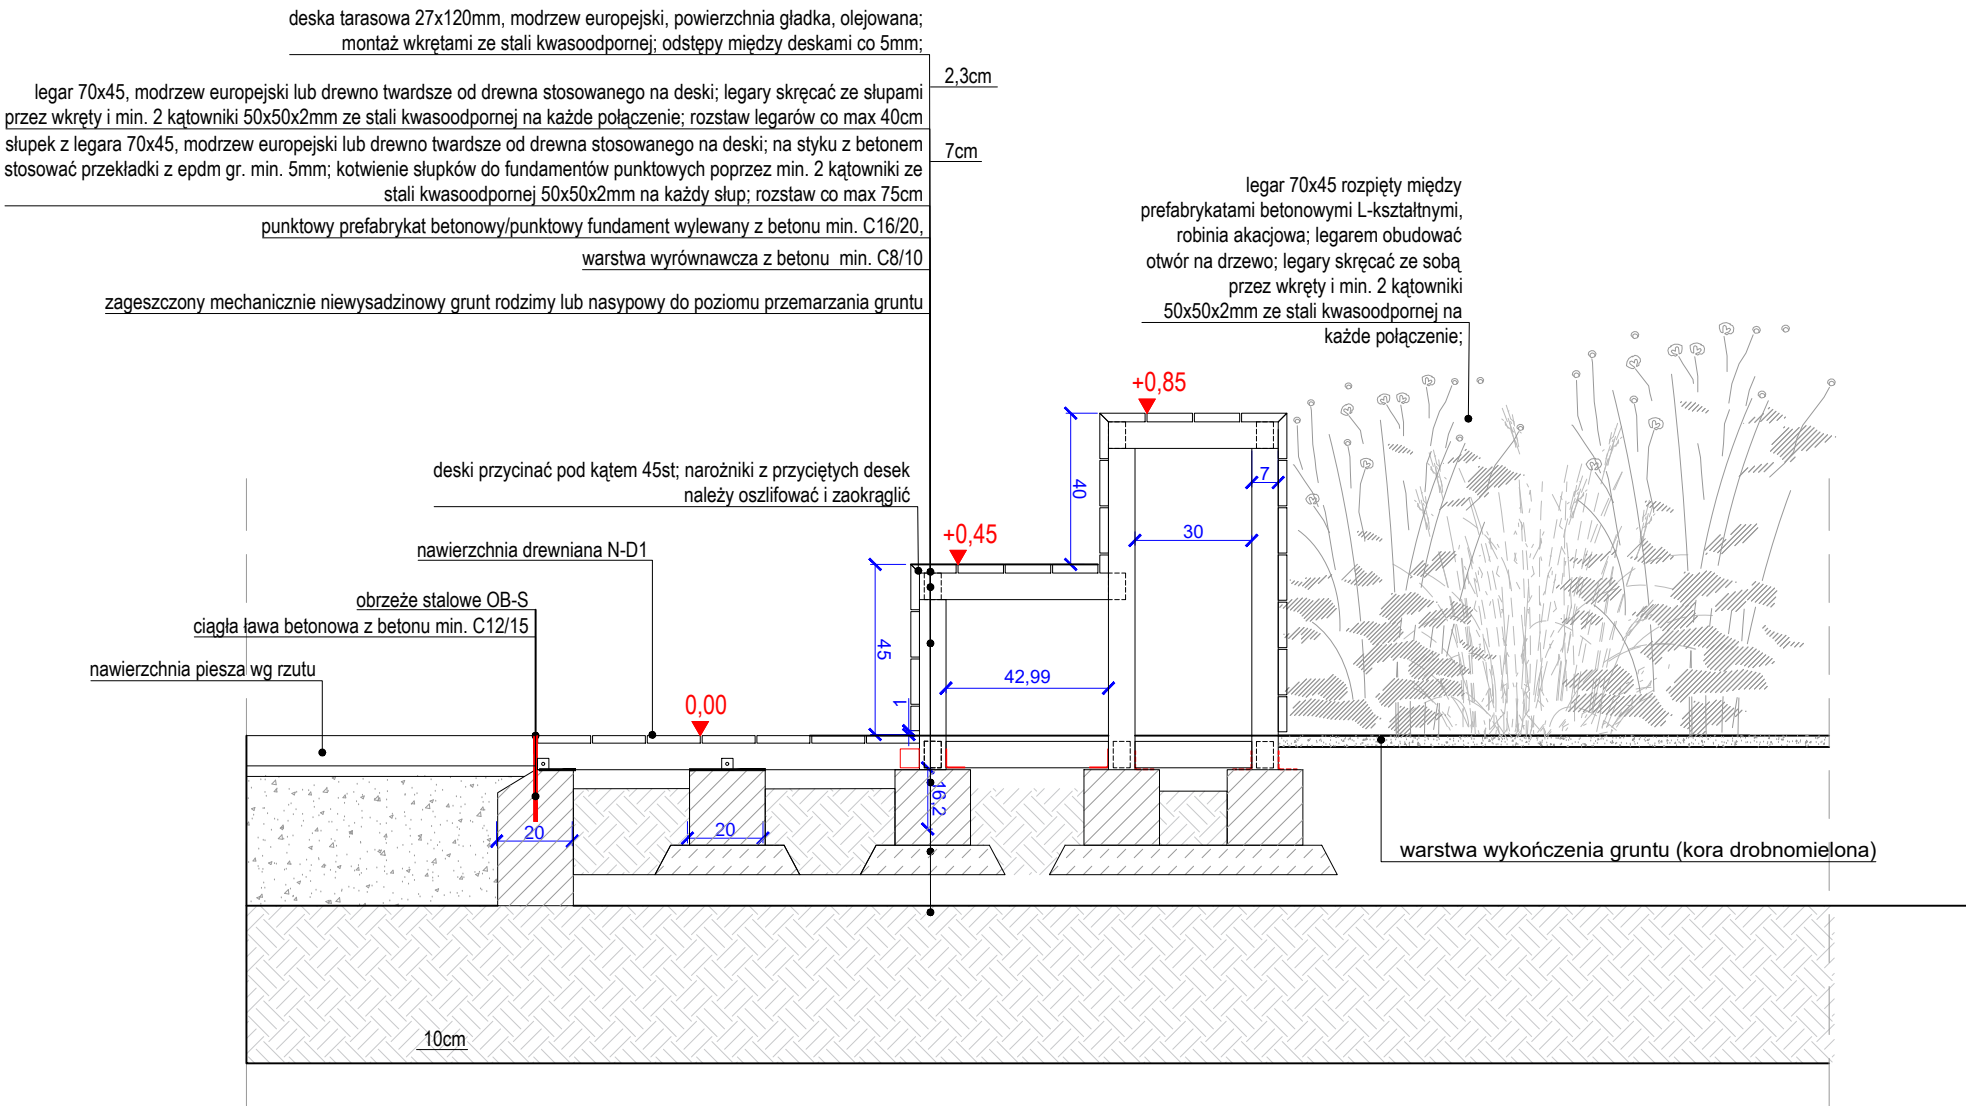 deska tarasowa 27x120mm, modrzew europejski, powierzchnia gładka, olejowana;
montaż wkrętami ze stali kwasoodpornej; odstępy między deskami co 5mm;
2,3cm
legar 70x45, modrzew europejski lub drewno twardsze od drewna stosowanego na deski; legary skręcać ze słupami
przez wkręty i min. 2 kątowniki 50x50x2mm ze stali kwasoodpornej na każde połączenie; rozstaw legarów co max 40cm
7cm
słupek z legara 70x45, modrzew europejski lub drewno twardsze od drewna stosowanego na deski; na styku z betonem
stosować przekładki z epdm gr. min. 5mm; kotwienie słupków do fundamentów punktowych poprzez min. 2 kątowniki ze
stali kwasoodpornej 50x50x2mm na każdy słup; rozstaw co max 75cm
punktowy prefabrykat betonowy/punktowy fundament wylewany z betonu min. C16/20,
warstwa wyrównawcza z betonu min. C8/10
zageszczony mechanicznie niewysadzinowy grunt rodzimy lub nasypowy do poziomu przemarzania gruntu
legar 70x45 rozpięty między
prefabrykatami betonowymi L-kształtnymi,
robinia akacjowa; legarem obudować
otwór na drzewo; legary skręcać ze sobą
przez wkręty i min. 2 kątowniki
50x50x2mm ze stali kwasoodpornej na
każde połączenie;
+0,85
deski przycinać pod kątem 45st; narożniki z przyciętych desek
należy oszlifować i zaokrąglić
40
7
30
+0,45
nawierzchnia drewniana N-D1
obrzeże stalowe OB-S
ciągła ława betonowa z betonu min. C12/15
nawierzchnia piesza wg rzutu
45
42,99
1
0,00
16,2
20
20
warstwa wykończenia gruntu (kora drobnomielona)
10cm